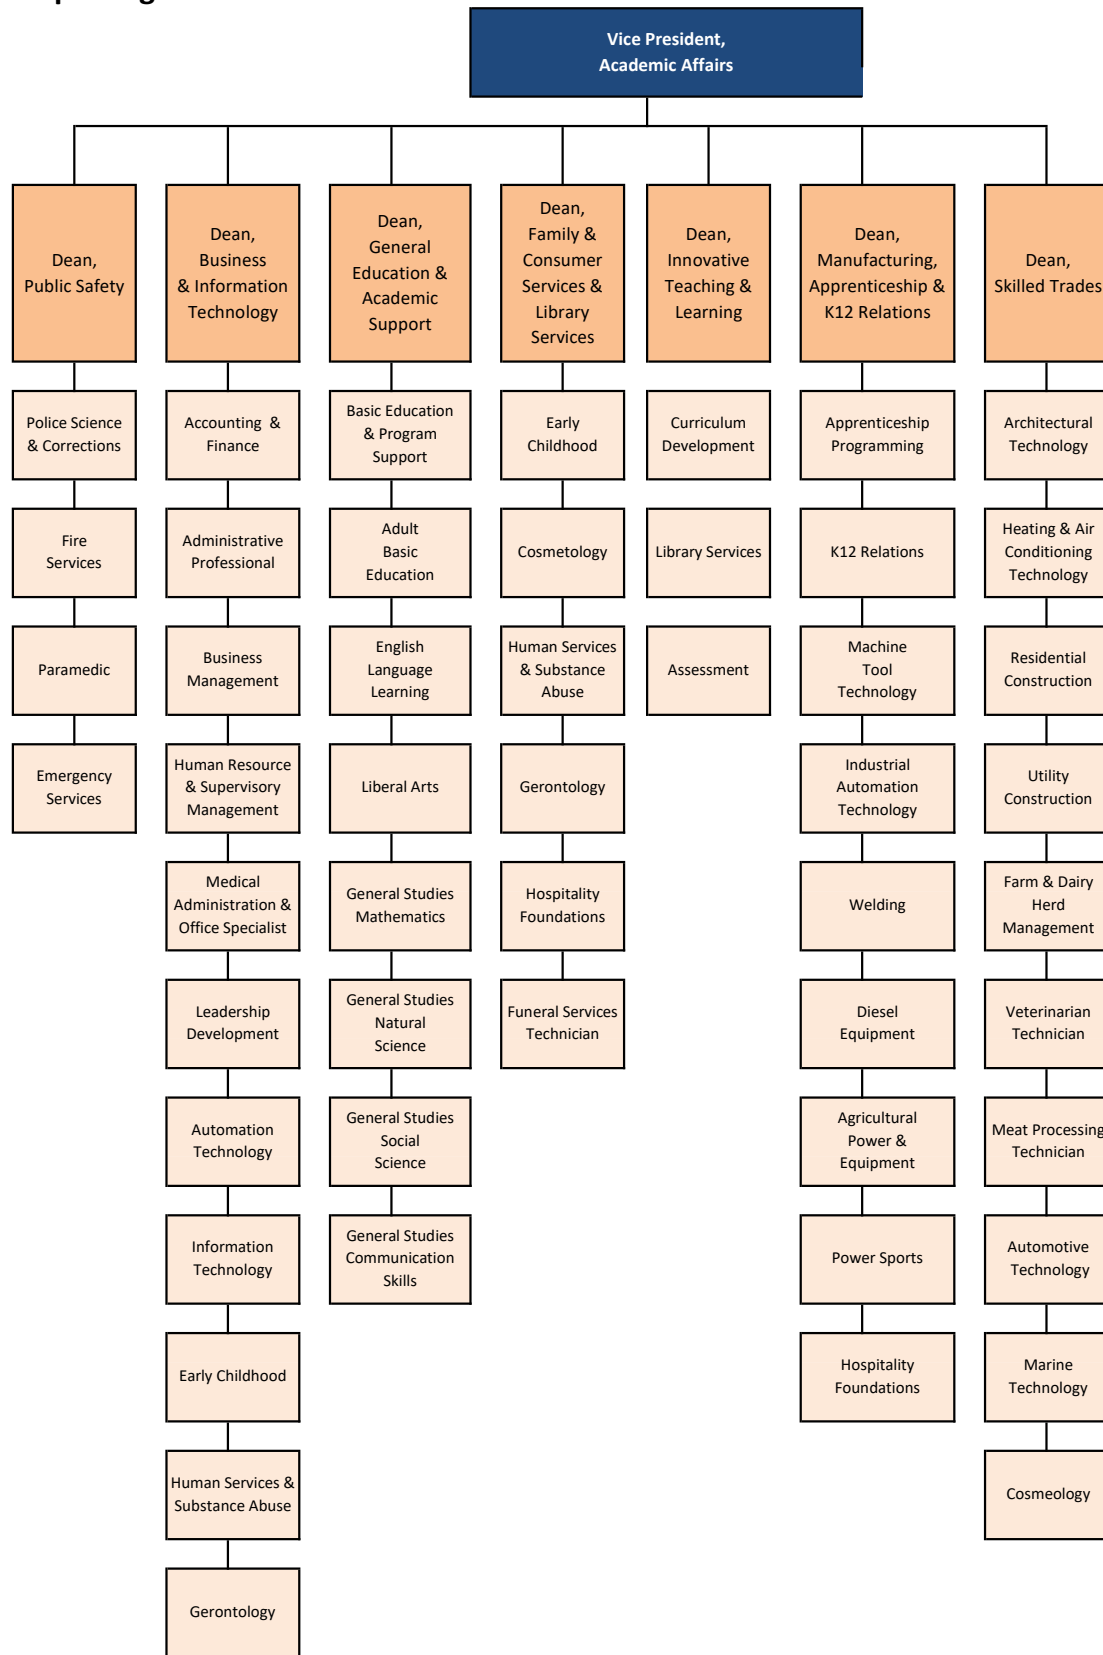 Vice President,
Academic Affairs
Dean,
Public Safety
Police Science
& Corrections
Fire
Services
Paramedic
Emergency
Services
Dean,
Business
& Information
Technology
Accounting &
Finance
Administrative
Professional
Business
Management
Human Resource
& Supervisory
Management
Medical
Administration &
Office Specialist
Leadership
Development
Automation
Technology
Information
Technology
Early Childhood
Human Services &
Substance Abuse
Gerontology
Dean,
General
Education &
Academic
Support
Basic Education
& Program
Support
Adult
Basic
Education
English
Language
Learning
Liberal Arts
General Studies
Mathematics
General Studies
Natural
Science
General Studies
Social
Science
General Studies
Communication
Skills
Dean,
Family &
Consumer
Services &
Library
Services
Early
Childhood
Cosmetology
Human Services
& Substance
Abuse
Gerontology
Hospitality
Foundations
Funeral Services
Technician
Dean,
Innovative
Teaching &
Learning
Curriculum
Development
Library Services
Assessment
Dean,
Manufacturing,
Apprenticeship &
K12 Relations
Apprenticeship
Programming
K12 Relations
Machine
Tool
Technology
Industrial
Automation
Technology
Welding
Diesel
Equipment
Agricultural
Power &
Equipment
Power Sports
Hospitality
Foundations
Dean,
Skilled Trades
Architectural
Technology
Heating & Air
Conditioning
Technology
Residential
Construction
Utility
Construction
Farm & Dairy
Herd
Management
Veterinarian
Technician
Meat Processing
Technician
Automotive
Technology
Marine
Technology
Cosmeology